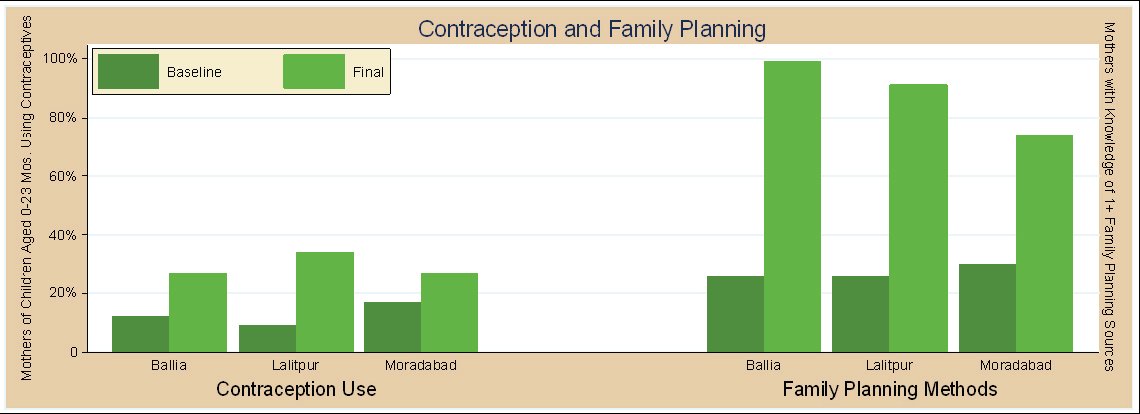 Contraception and Family Planning
Mothers of Children Aged 0-23 Mos. Using Contraceptives
100%
80%
60%
40%
20%
0
Baseline Final
Ballia Lalitpur Moradabad
Contraception Use
Ballia Lalitpur Moradabad
Family Planning Methods
Mothers with Knowledge of 1+ Family Planning Sources